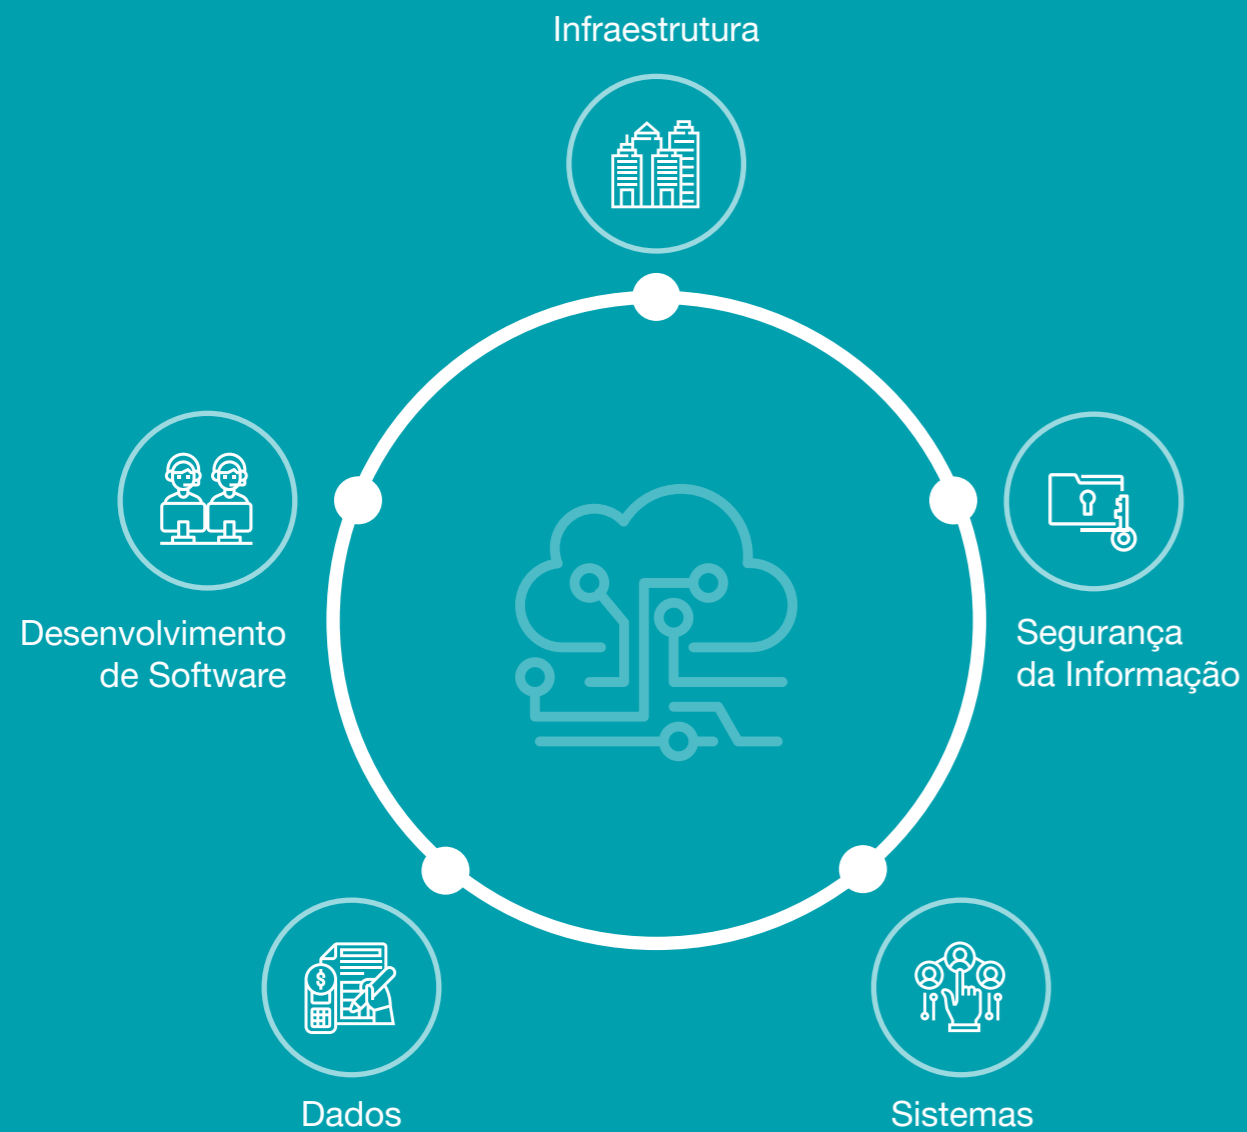 Infraestrutura
Desenvolvimento
de Software
Segurança
da Informação
Dados
Sistemas